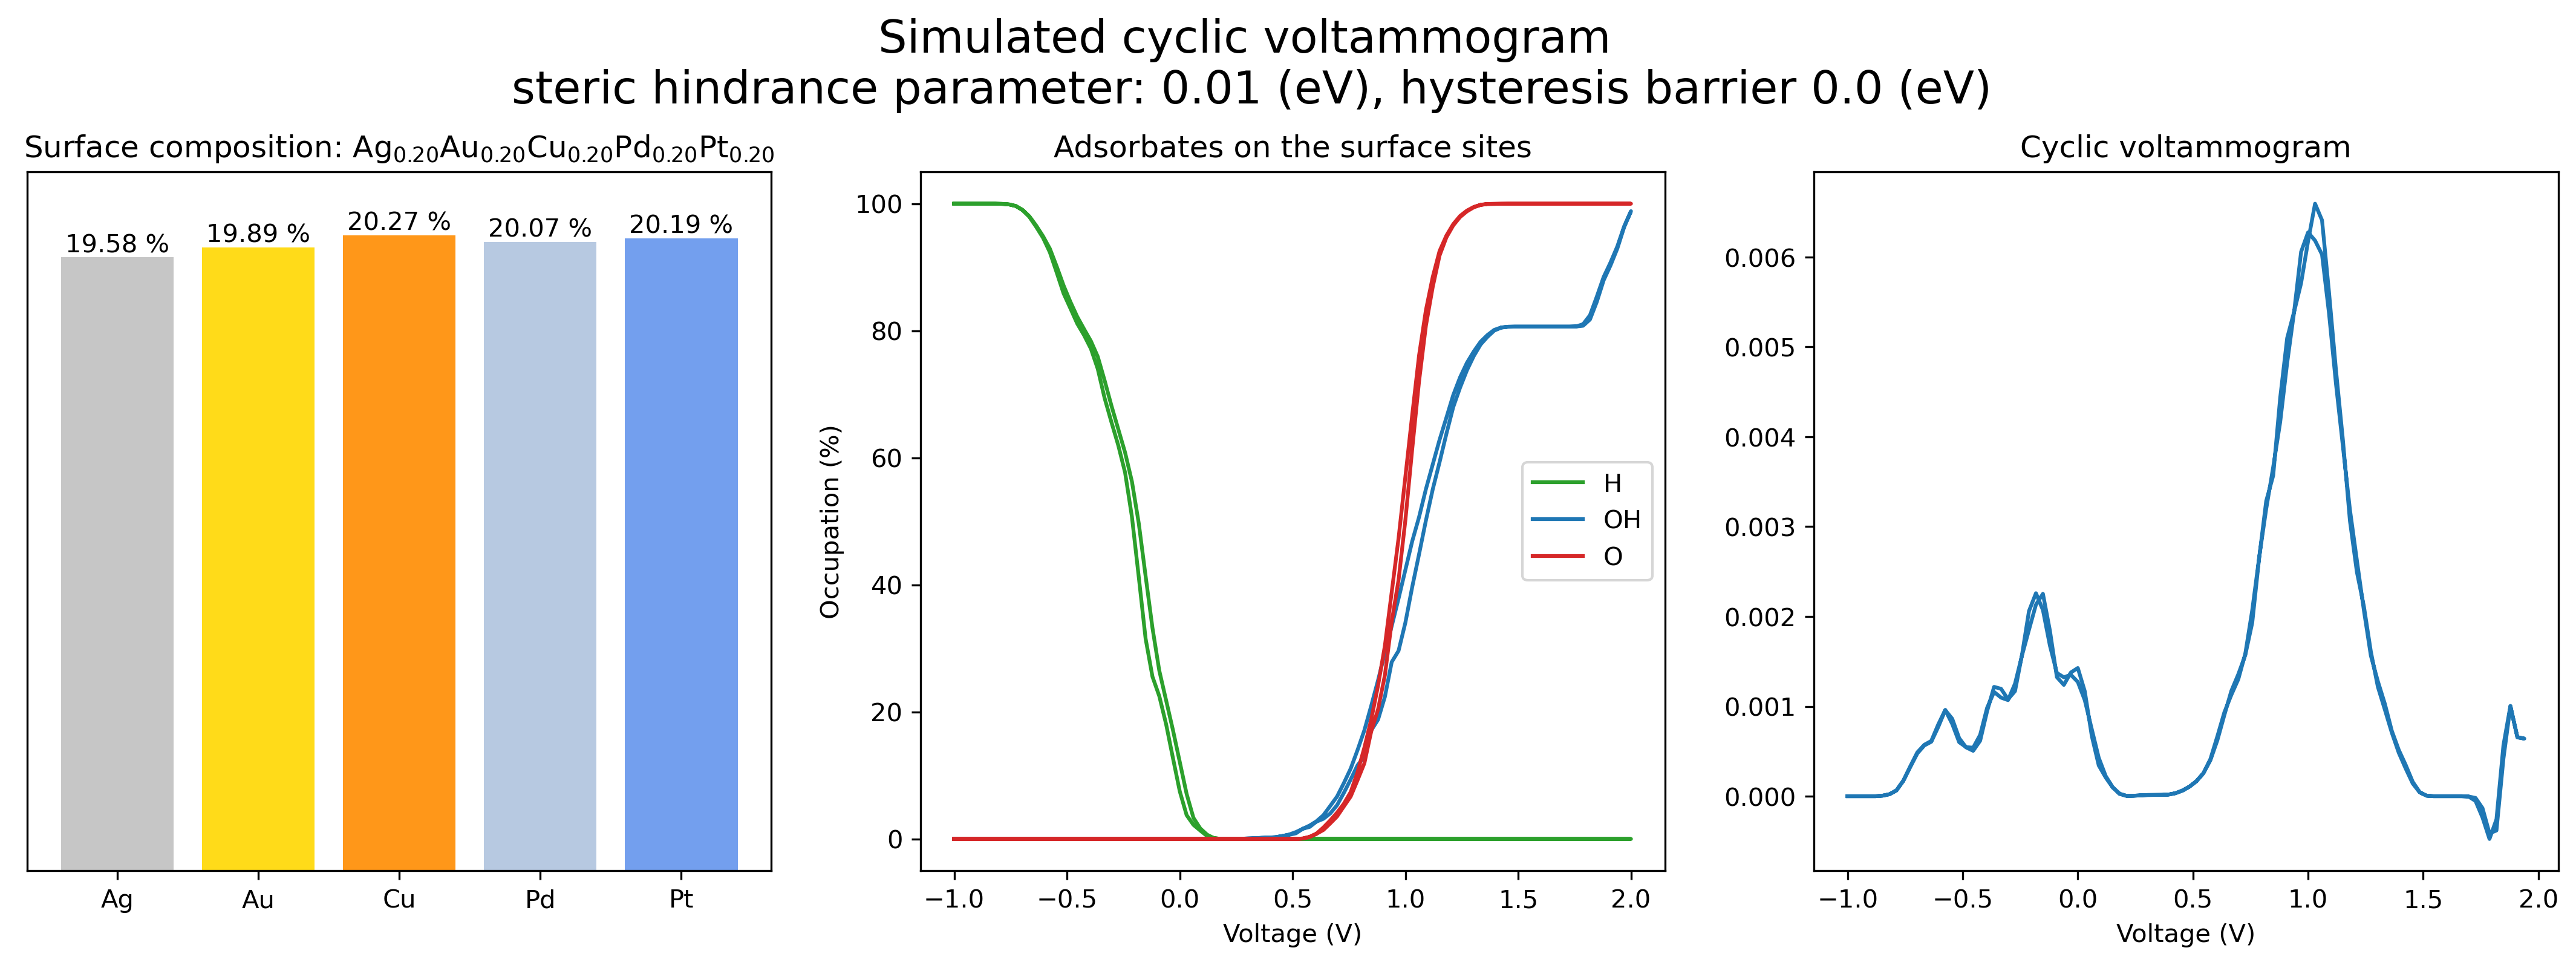 Simulated cyclic voltammogram
steric hindrance parameter: 0.01 (eV), hysteresis barrier 0.0 (eV)
Surface composition: Ag₀.₂₀Au₀.₂₀Cu₀.₂₀Pd₀.₂₀Pt₀.₂₀
19.58 %
19.89 %
20.27 %
20.07 %
20.19 %
Ag Au Cu Pd Pt
Adsorbates on the surface sites
Occupation (%)
100
80
60
40
20
0
H
OH
O
−1.0 −0.5 0.0 0.5 1.0 1.5 2.0
Voltage (V)
Cyclic voltammogram
0.006
0.005
0.004
0.003
0.002
0.001
0.000
−1.0 −0.5 0.0 0.5 1.0 1.5 2.0
Voltage (V)